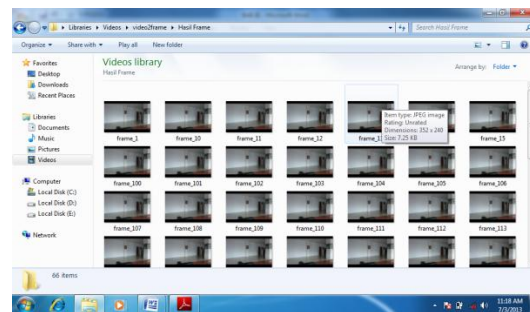 Libraries ▸ Videos ▸ video2frame ▸ Hasil Frame
Search Hasil Frame
Organize ▾ Share with ▾ Play all New folder
Favorites
Desktop
Downloads
Recent Places
Libraries
Documents
Music
Pictures
Videos
Computer
Local Disk (C:)
Local Disk (D:)
Local Disk (E:)
Network
Videos library
Hasil Frame
Arrange by: Folder ▾
Item type: JPEG image
Rating: Unrated
Dimensions: 352 x 240
Size: 7.25 KB
frame_1 frame_10 frame_11 frame_12 frame_15
frame_100 frame_101 frame_102 frame_103 frame_104 frame_105 frame_106
frame_107 frame_108 frame_109 frame_110 frame_111 frame_112 frame_113
66 items
11:18 AM
7/3/2013